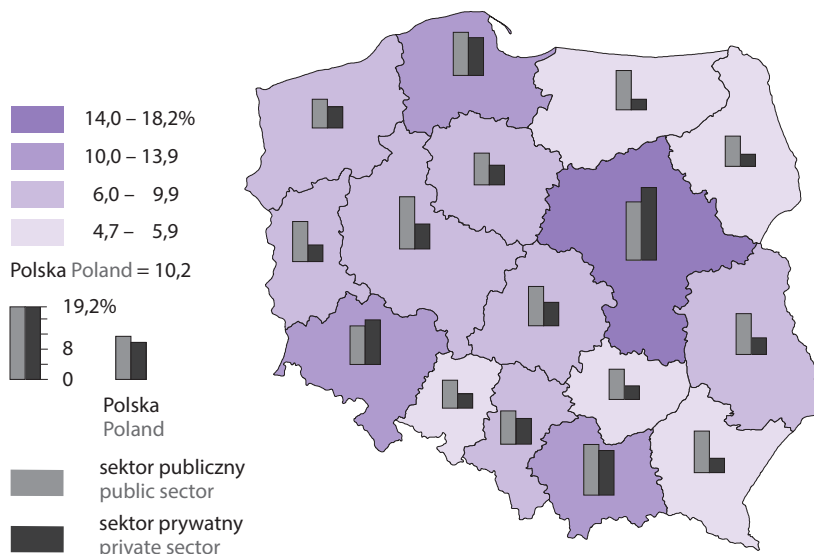 14,0 – 18,2%
10,0 – 13,9
6,0 – 9,9
4,7 – 5,9
Polska Poland = 10,2
19,2%
8
0
Polska
Poland
sektor publiczny
public sector
sektor prywatny
private sector